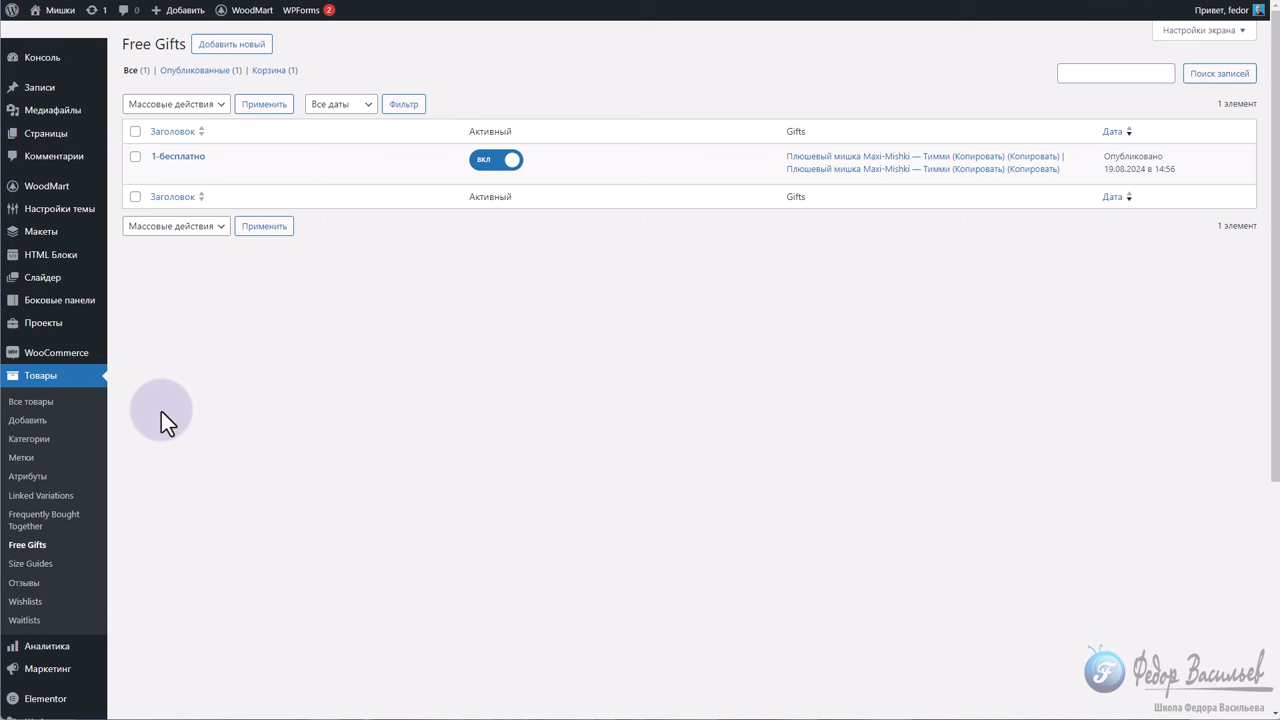 Мишки 1 0 Добавить WoodMart WPForms 2 Привет, fedor
Настройки экрана
Free Gifts Добавить новый
Все (1) | Опубликованные (1) | Корзина (1)
Поиск записей
Массовые действия Применить Все даты Фильтр 1 элемент
Заголовок Активный Gifts Дата
1-бесплатно ВКЛ Плюшевый мишка Maxi-Mishki — Тимми (Копировать) (Копировать) | Опубликовано
Плюшевый мишка Maxi-Mishki — Тимми (Копировать) (Копировать) 19.08.2024 в 14:56
Заголовок Активный Gifts Дата
Массовые действия Применить 1 элемент
Консоль
Записи
Медиафайлы
Страницы
Комментарии
WoodMart
Настройки темы
Макеты
HTML Блоки
Слайдер
Боковые панели
Проекты
WooCommerce
Товары
Все товары
Добавить
Категории
Метки
Атрибуты
Linked Variations
Frequently Bought
Together
Free Gifts
Size Guides
Отзывы
Wishlists
Waitlists
Аналитика
Маркетинг
Elementor
Федор Васильев
Школа Федора Васильева